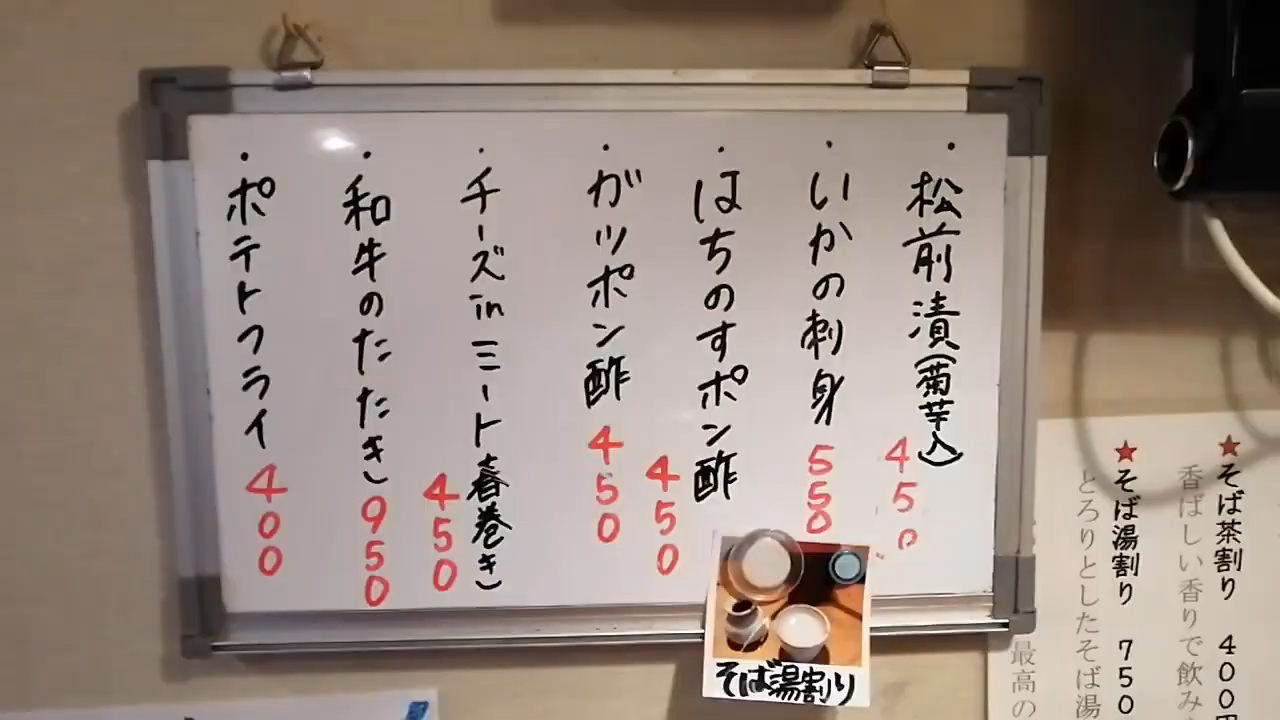 ・松前漬(菊芋入) 450
・いかの刺身 550
・はちのすポン酢 450
・ガツポン酢 450
・チーズinミート春巻き 450
・和牛のたたき 950
・ポテトフライ 400
そば湯割り
★そば茶割り 400円
香ばしい香りで飲み
★そば湯割り 750
とろりとしたそば湯
最高の